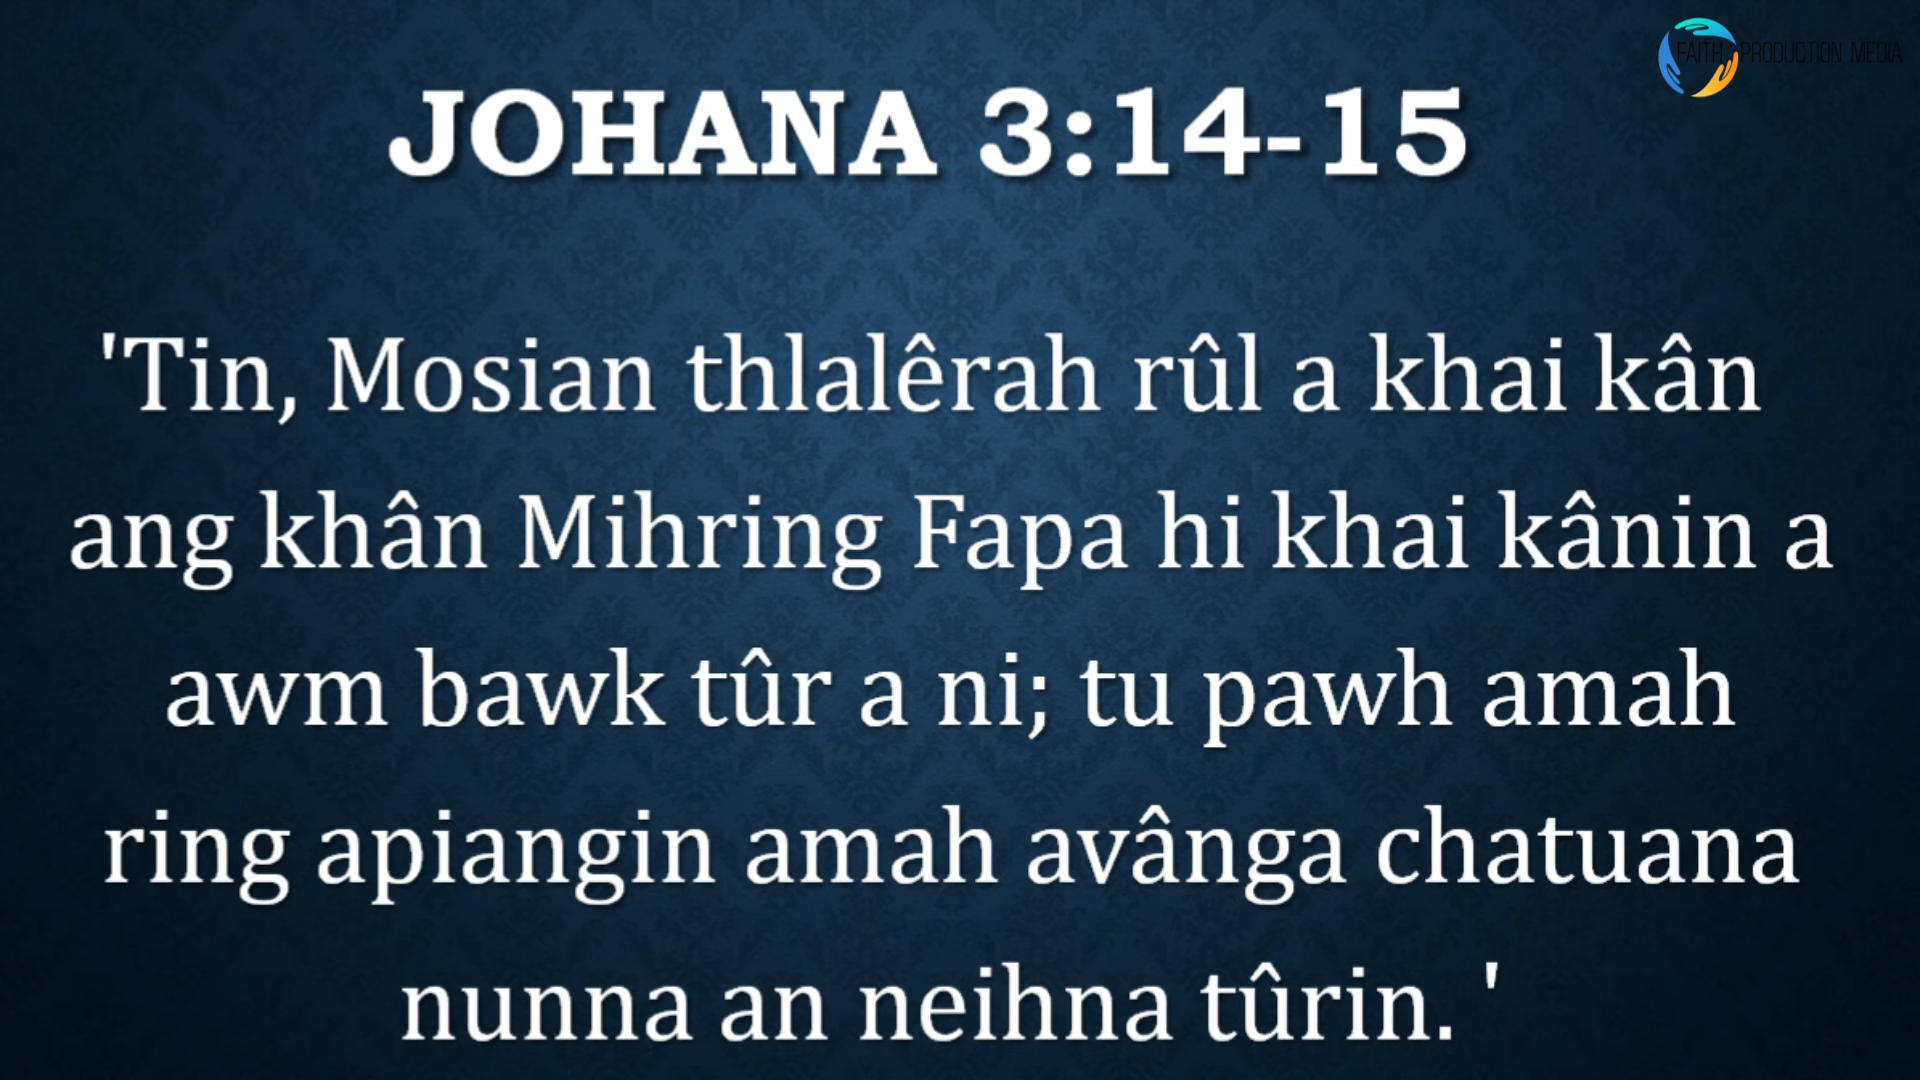 FAITH PRODUCTION MEDIA
JOHANA 3:14-15
'Tin, Mosian thlalêrah rûl a khai kân
ang khân Mihring Fapa hi khai kânin a
awm bawk tûr a ni; tu pawh amah
ring apiangin amah avânga chatuana
nunna an neihna tûrin. '